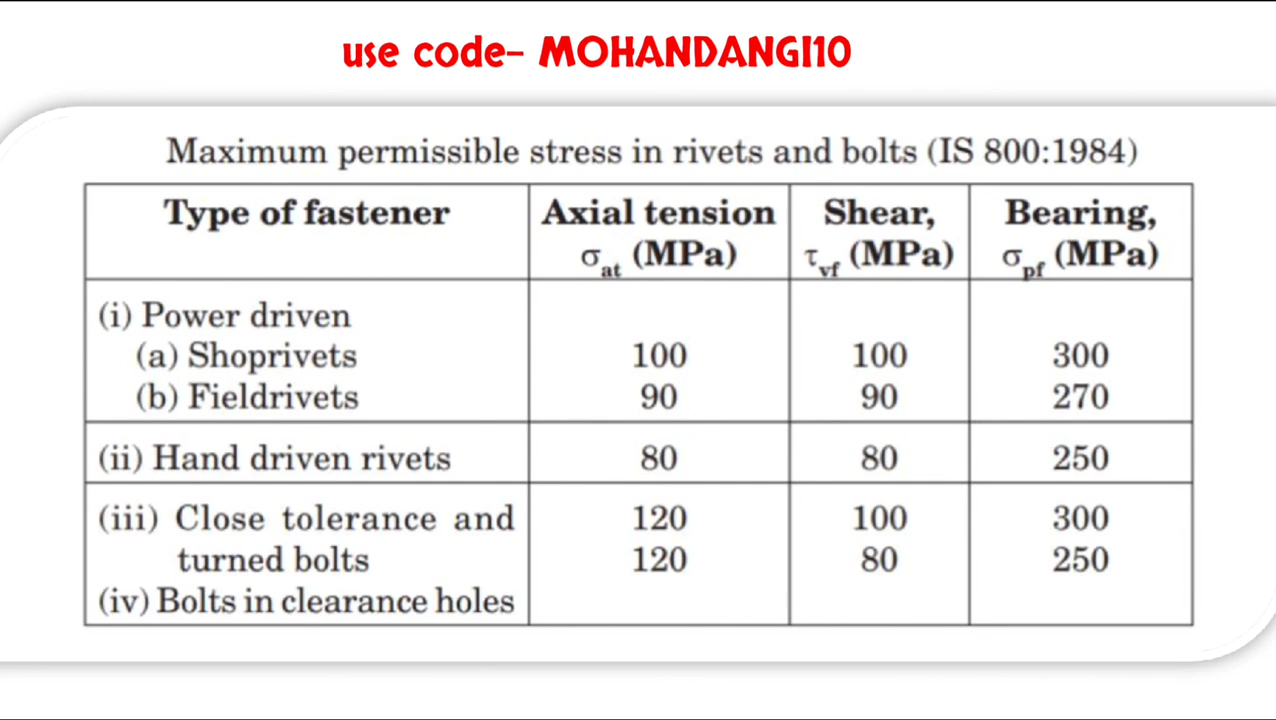 use code- MOHANDANGI10
Maximum permissible stress in rivets and bolts (IS 800:1984)
Type of fastener Axial tension Shear, Bearing,
σat (MPa) τvf (MPa) σpf (MPa)
(i) Power driven
(a) Shoprivets 100 100 300
(b) Fieldrivets 90 90 270
(ii) Hand driven rivets 80 80 250
(iii) Close tolerance and 120 100 300
turned bolts 120 80 250
(iv) Bolts in clearance holes